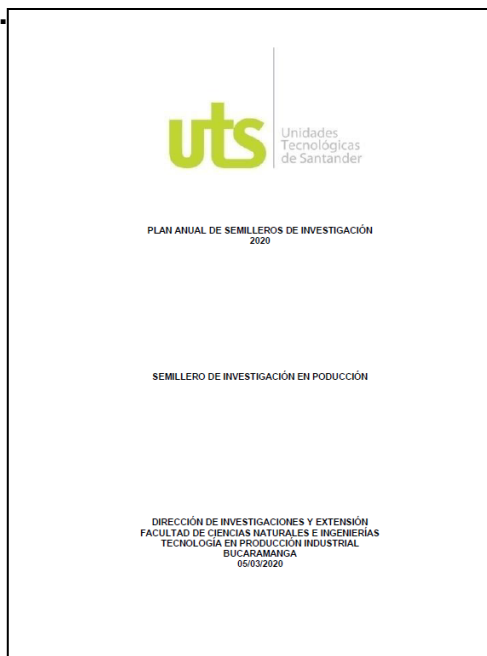 uts
Unidades
Tecnológicas
de Santander
PLAN ANUAL DE SEMILLEROS DE INVESTIGACIÓN
2020
SEMILLERO DE INVESTIGACIÓN EN PODUCCIÓN
DIRECCIÓN DE INVESTIGACIONES Y EXTENSIÓN
FACULTAD DE CIENCIAS NATURALES E INGENIERÍAS
TECNOLOGÍA EN PRODUCCIÓN INDUSTRIAL
BUCARAMANGA
05/03/2020